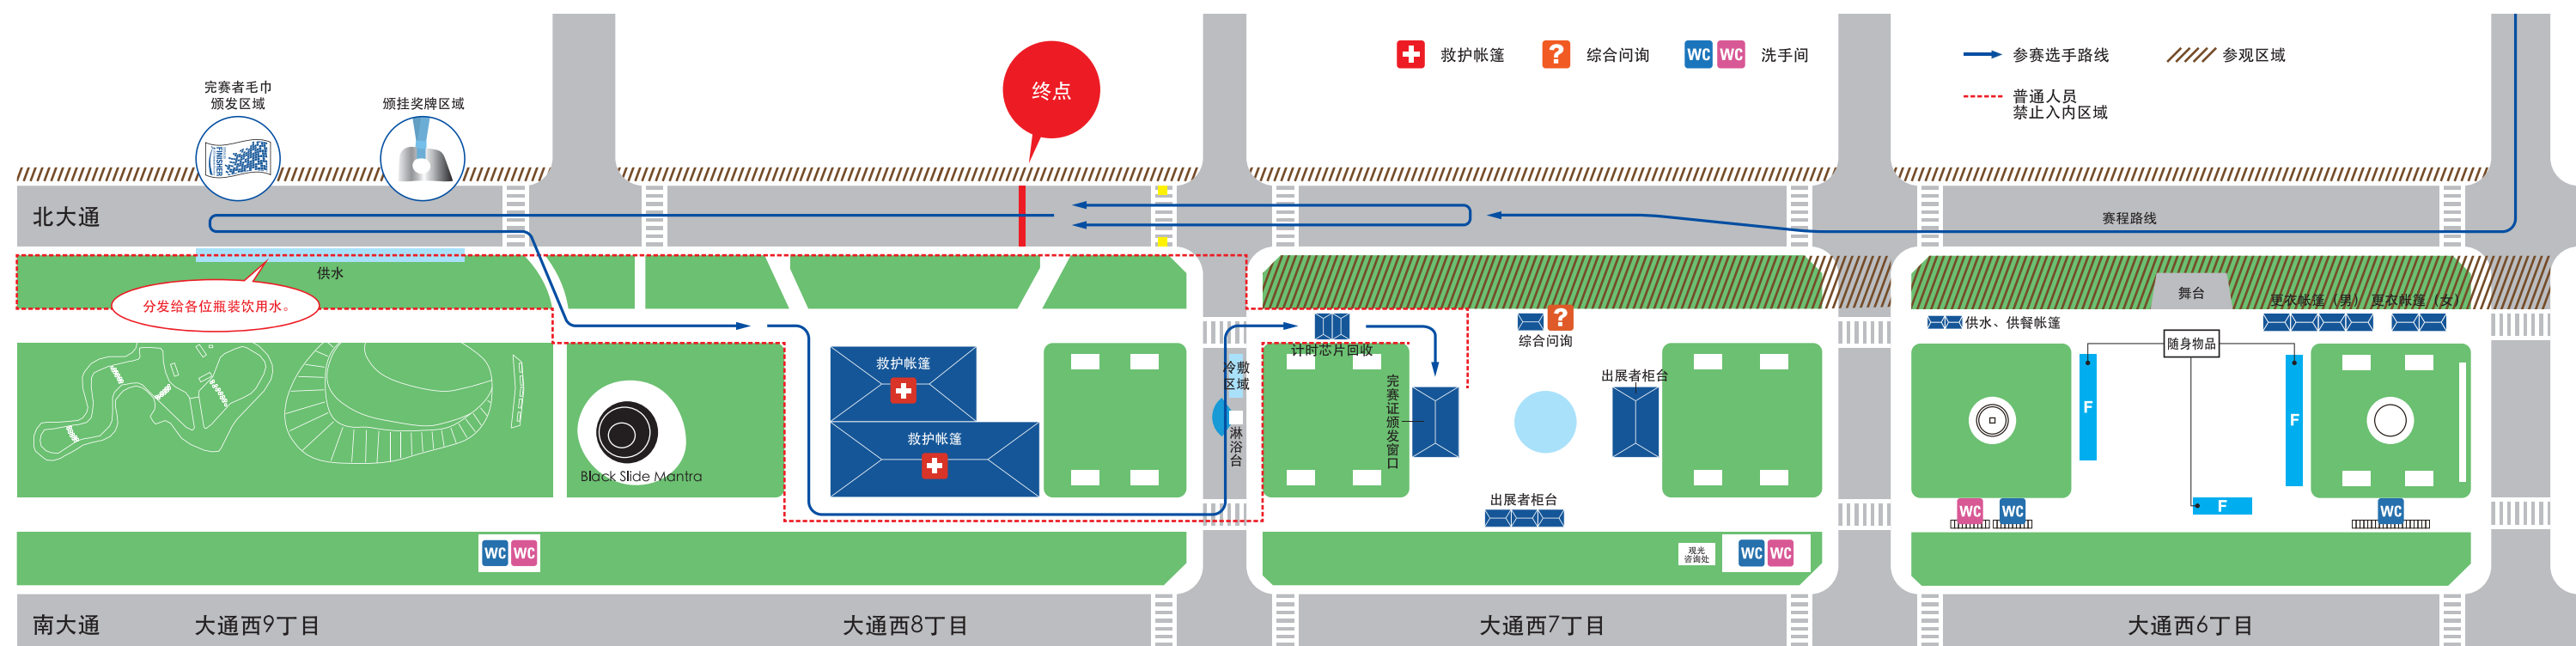 终点
救护帐篷
?
综合问询
WC WC
洗手间
参赛选手路线
参观区域
普通人员
禁止入内区域
完赛者毛巾
颁发区域
颁挂奖牌区域
FINISHER
北大通
赛程路线
供水
分发给各位瓶装饮用水。
舞台
更衣帐篷（男） 更衣帐篷（女）
供水、供餐帐篷
随身物品
?
综合问询
计时芯片回收
救护帐篷
救护帐篷
冷敷
区域
淋浴台
完赛证颁发窗口
出展者柜台
出展者柜台
F
F
F
Black Slide Mantra
WC WC
观光
咨询处
WC WC
WC WC
WC
南大通
大通西9丁目
大通西8丁目
大通西7丁目
大通西6丁目